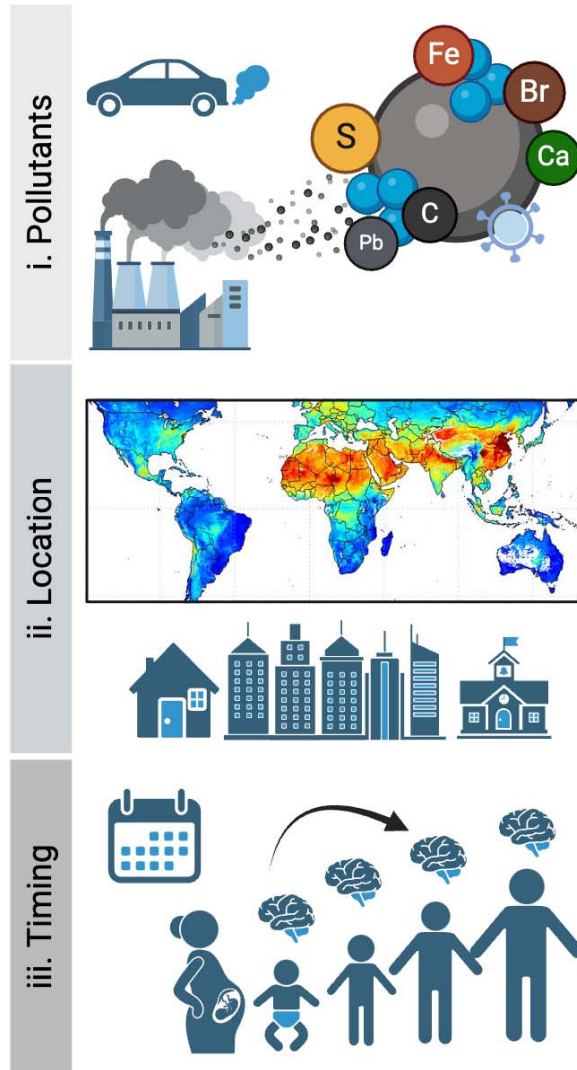 i. Pollutants
Fe
Br
S
Ca
C
Pb
ii. Location
iii. Timing